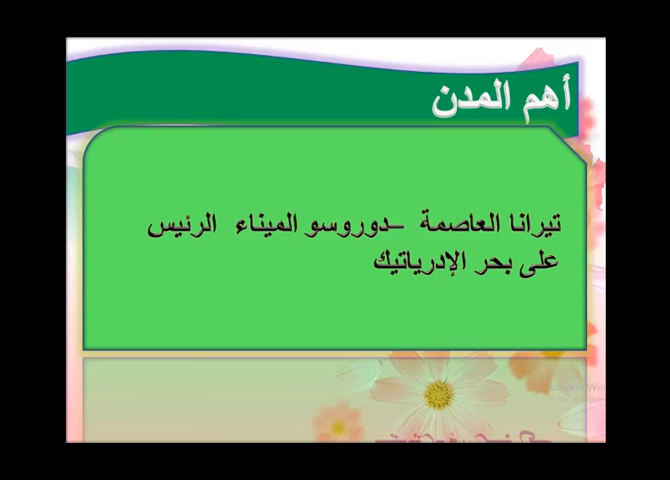 أهم المدن
تيرانا العاصمة –دوروسو الميناء الرئيس
على بحر الإدرياتيك